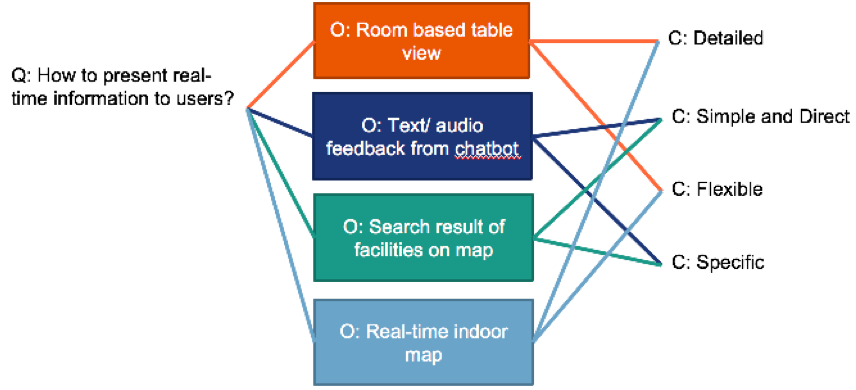 Q: How to present real-
time information to users?
O: Room based table
view
O: Text/ audio
feedback from chatbot
O: Search result of
facilities on map
O: Real-time indoor
map
C: Detailed
C: Simple and Direct
C: Flexible
C: Specific